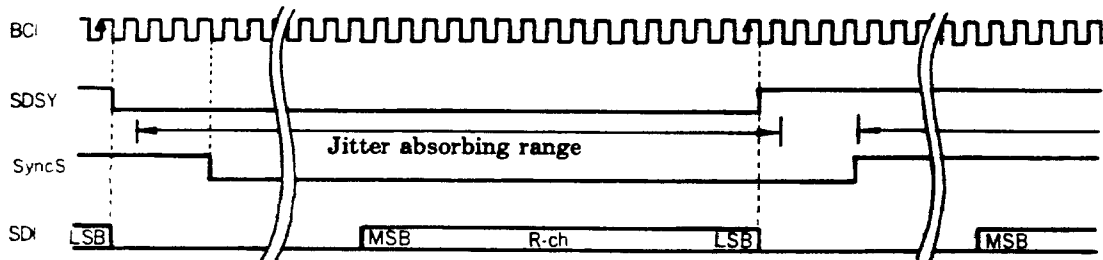 BCI
SDSY
Jitter absorbing range
SyncS
SDI LSB MSB R-ch LSB MSB